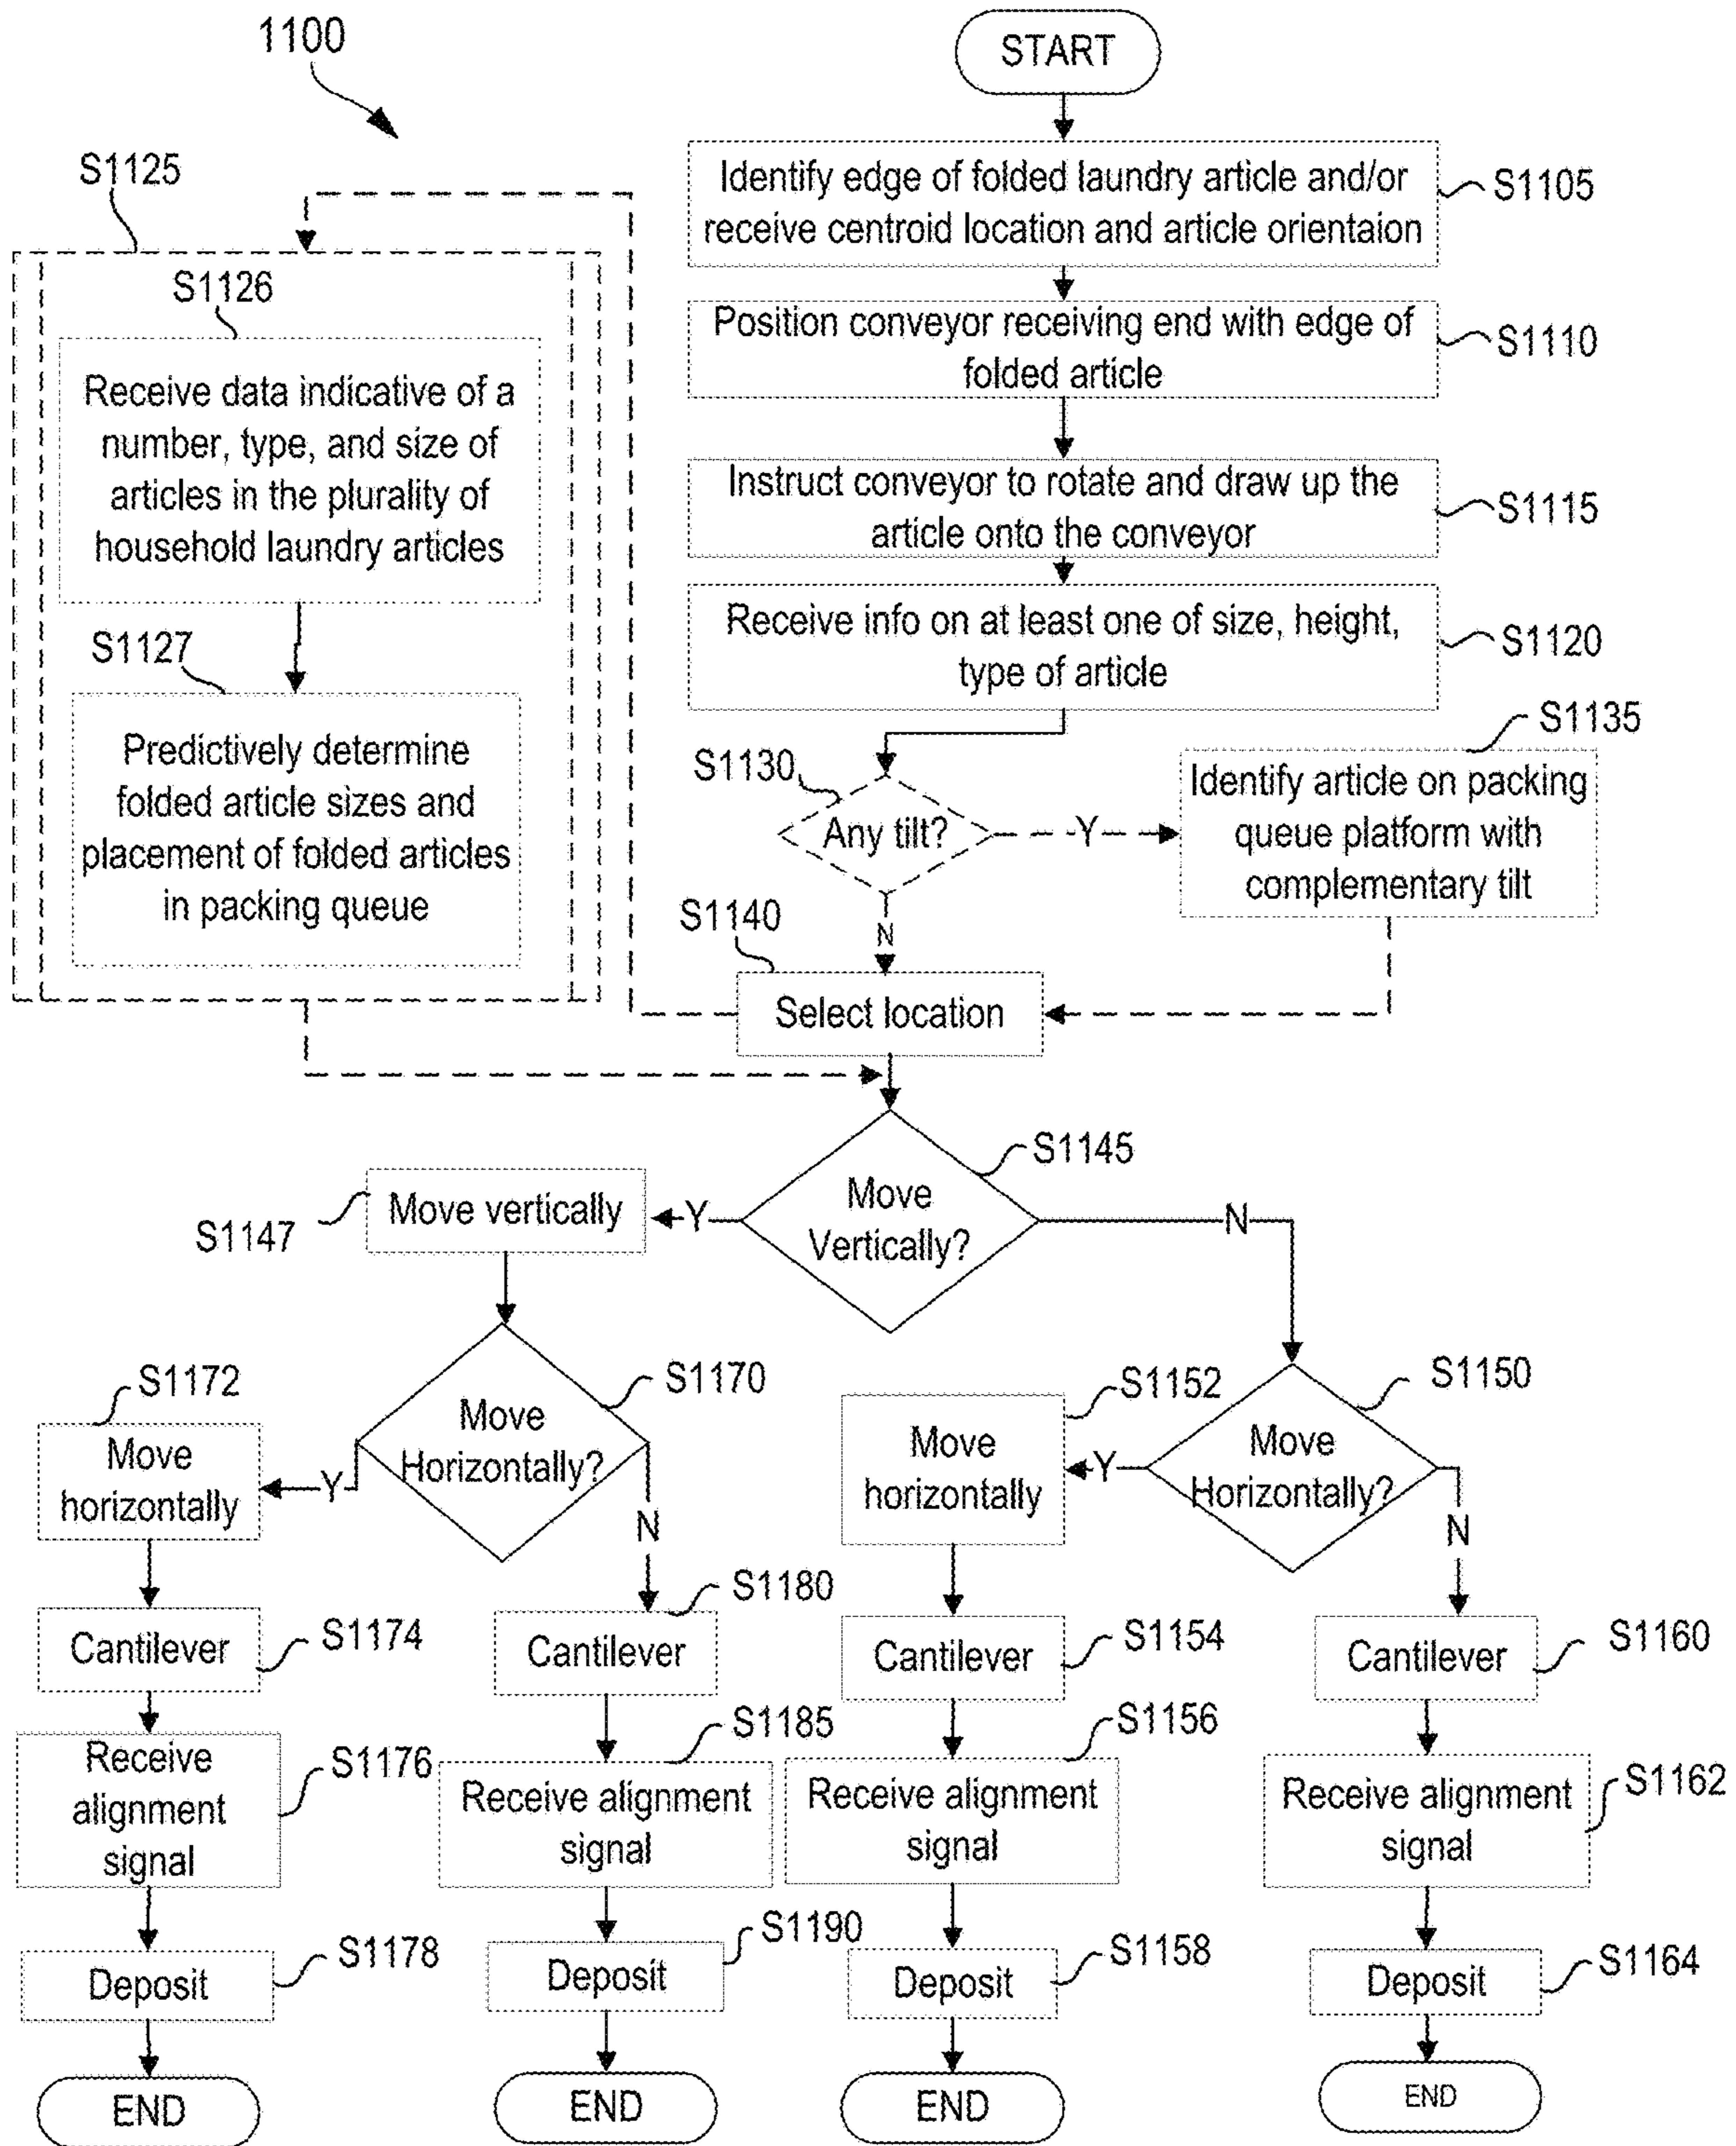 1100
START
Identify edge of folded laundry article and/or
receive centroid location and article orientaion
S1105
Position conveyor receiving end with edge of
folded article
S1110
Instruct conveyor to rotate and draw up the
article onto the conveyor
S1115
Receive info on at least one of size, height,
type of article
S1120
S1125
S1126
Receive data indicative of a
number, type, and size of
articles in the plurality of
household laundry articles
S1127
Predictively determine
folded article sizes and
placement of folded articles
in packing queue
S1130
Any tilt?
Y
N
S1135
Identify article on packing
queue platform with
complementary tilt
S1140
Select location
S1145
Move
Vertically?
Y
N
S1147
Move vertically
S1170
Move
Horizontally?
Y
N
S1150
Move
Horizontally?
Y
N
S1172
Move
horizontally
S1174
Cantilever
S1176
Receive
alignment
signal
S1178
Deposit
END
S1180
Cantilever
S1185
Receive alignment
signal
S1190
Deposit
END
S1152
Move
horizontally
S1154
Cantilever
S1156
Receive alignment
signal
S1158
Deposit
END
S1160
Cantilever
S1162
Receive alignment
signal
S1164
Deposit
END